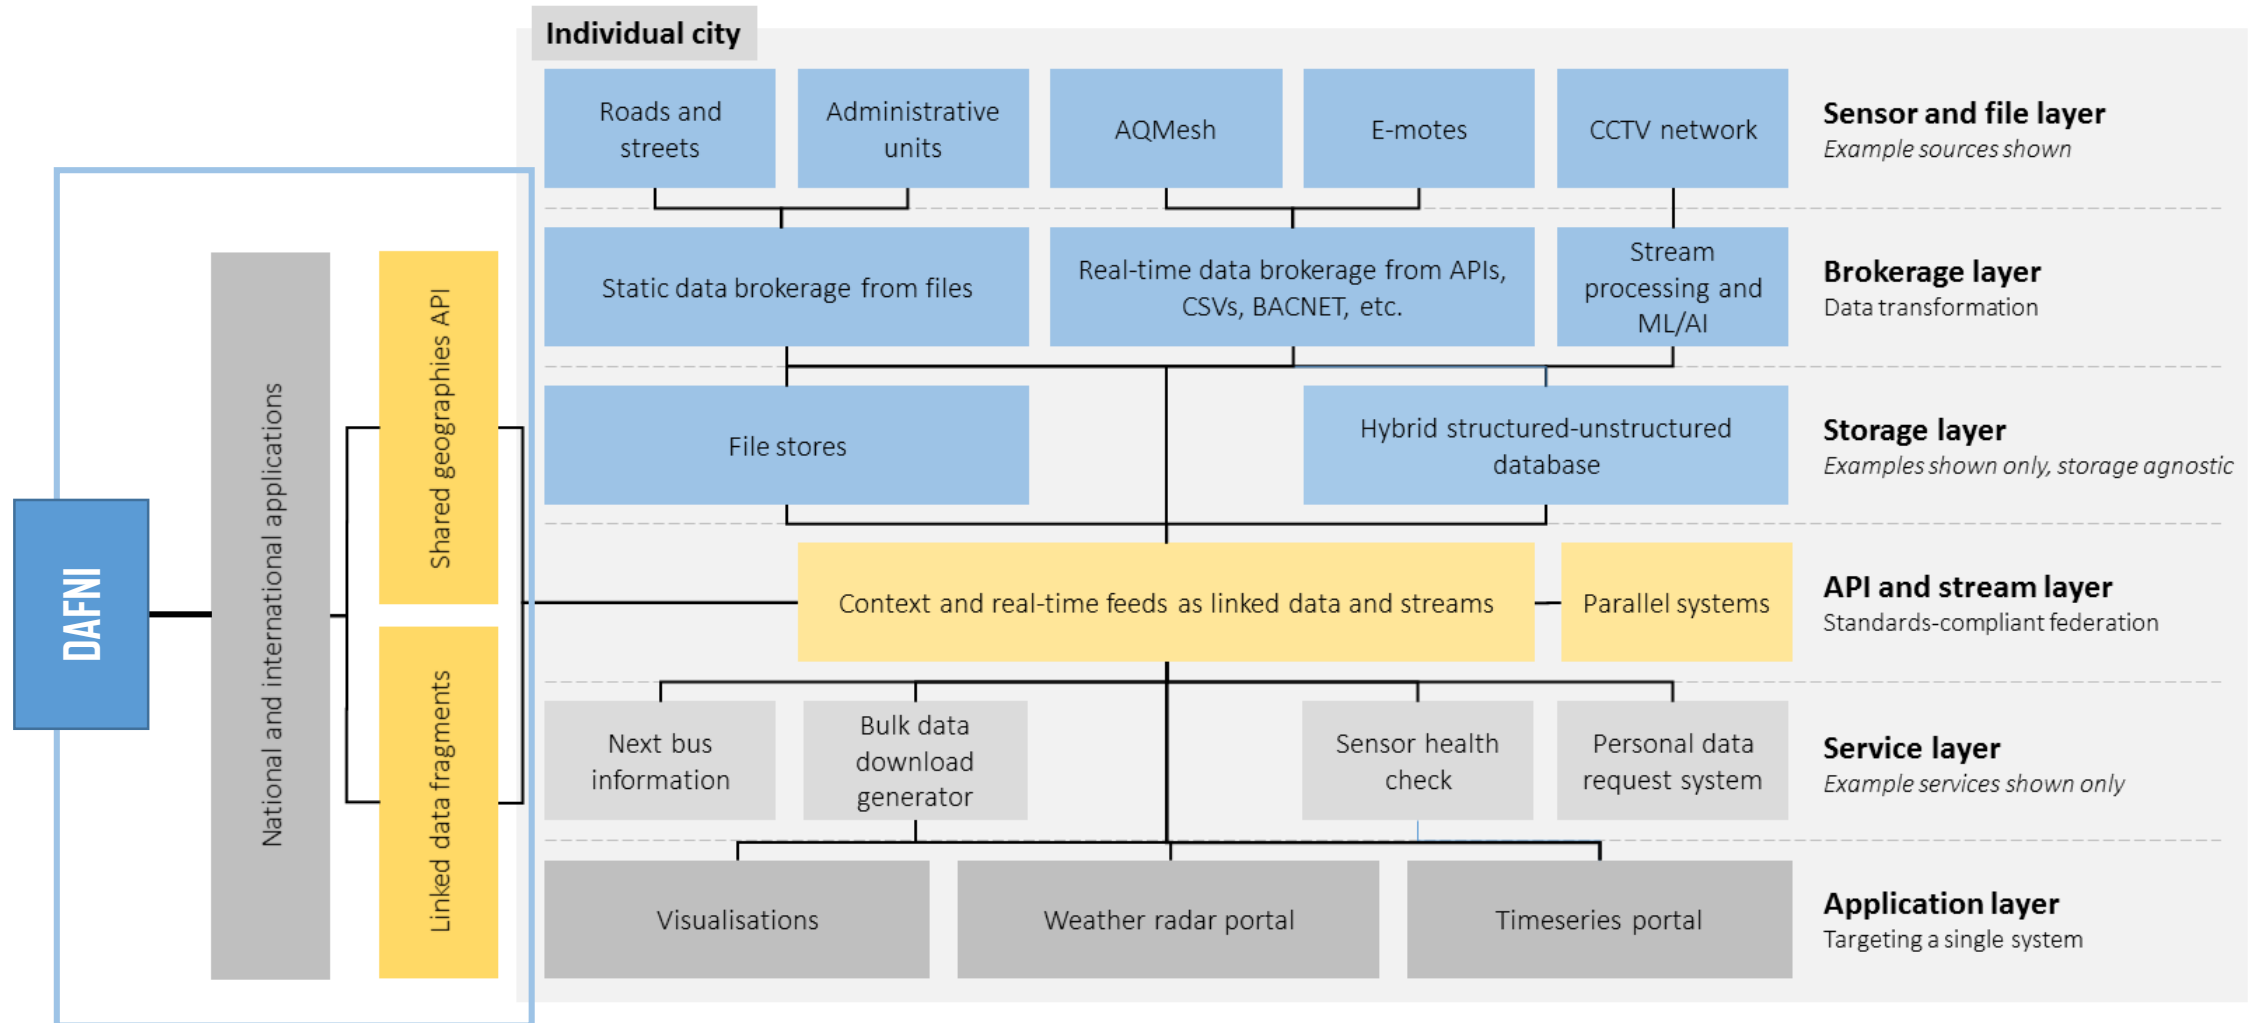 Individual city
Roads and
streets
Administrative
units
AQMesh
E-motes
CCTV network
Sensor and file layer
Example sources shown
Static data brokerage from files
Real-time data brokerage from APIs,
CSVs, BACNET, etc.
Stream
processing and
ML/AI
Brokerage layer
Data transformation
File stores
Hybrid structured-unstructured
database
Storage layer
Examples shown only, storage agnostic
DAFNI
National and international applications
Shared geographies API
Linked data fragments
Context and real-time feeds as linked data and streams
Parallel systems
API and stream layer
Standards-compliant federation
Next bus
information
Bulk data
download
generator
Sensor health
check
Personal data
request system
Service layer
Example services shown only
Visualisations
Weather radar portal
Timeseries portal
Application layer
Targeting a single system